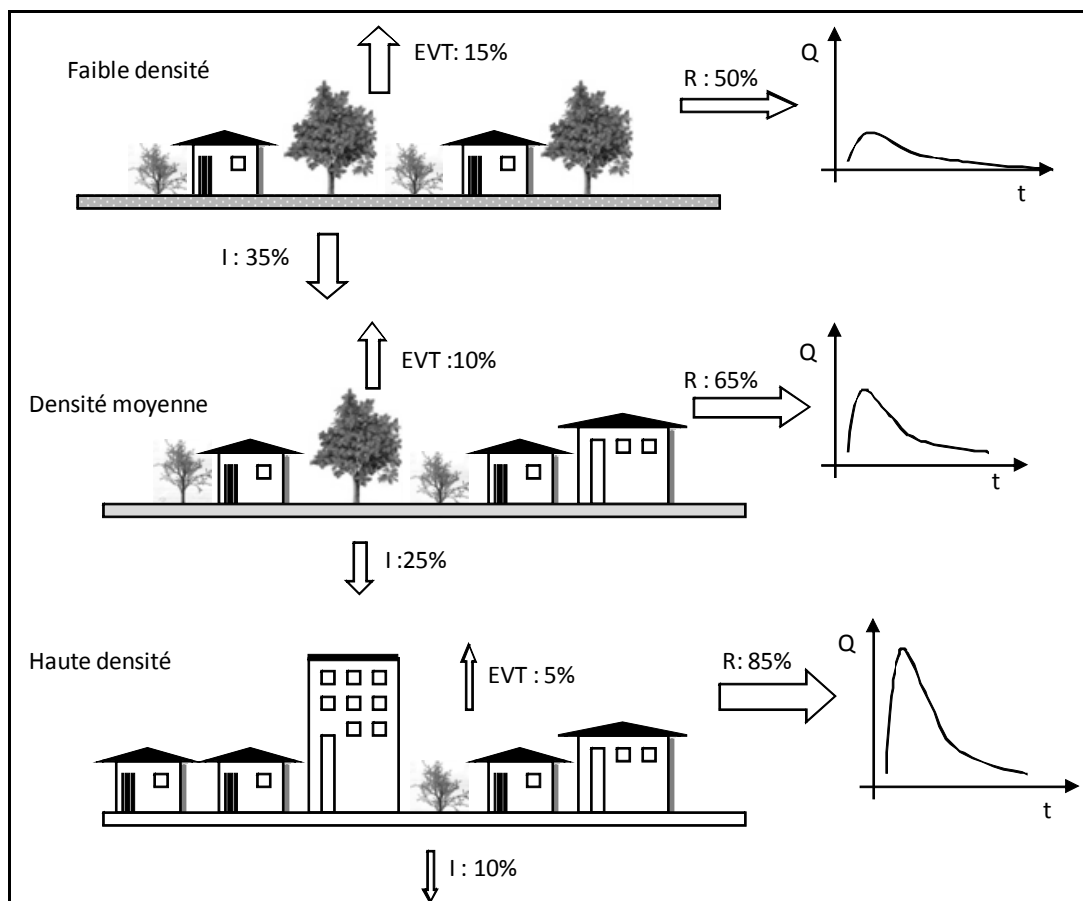 EVT: 15%
Faible densité
R : 50%
Q
t
I : 35%
EVT :10%
Densité moyenne
R : 65%
Q
t
I :25%
Haute densité
EVT : 5%
R: 85%
Q
t
I : 10%